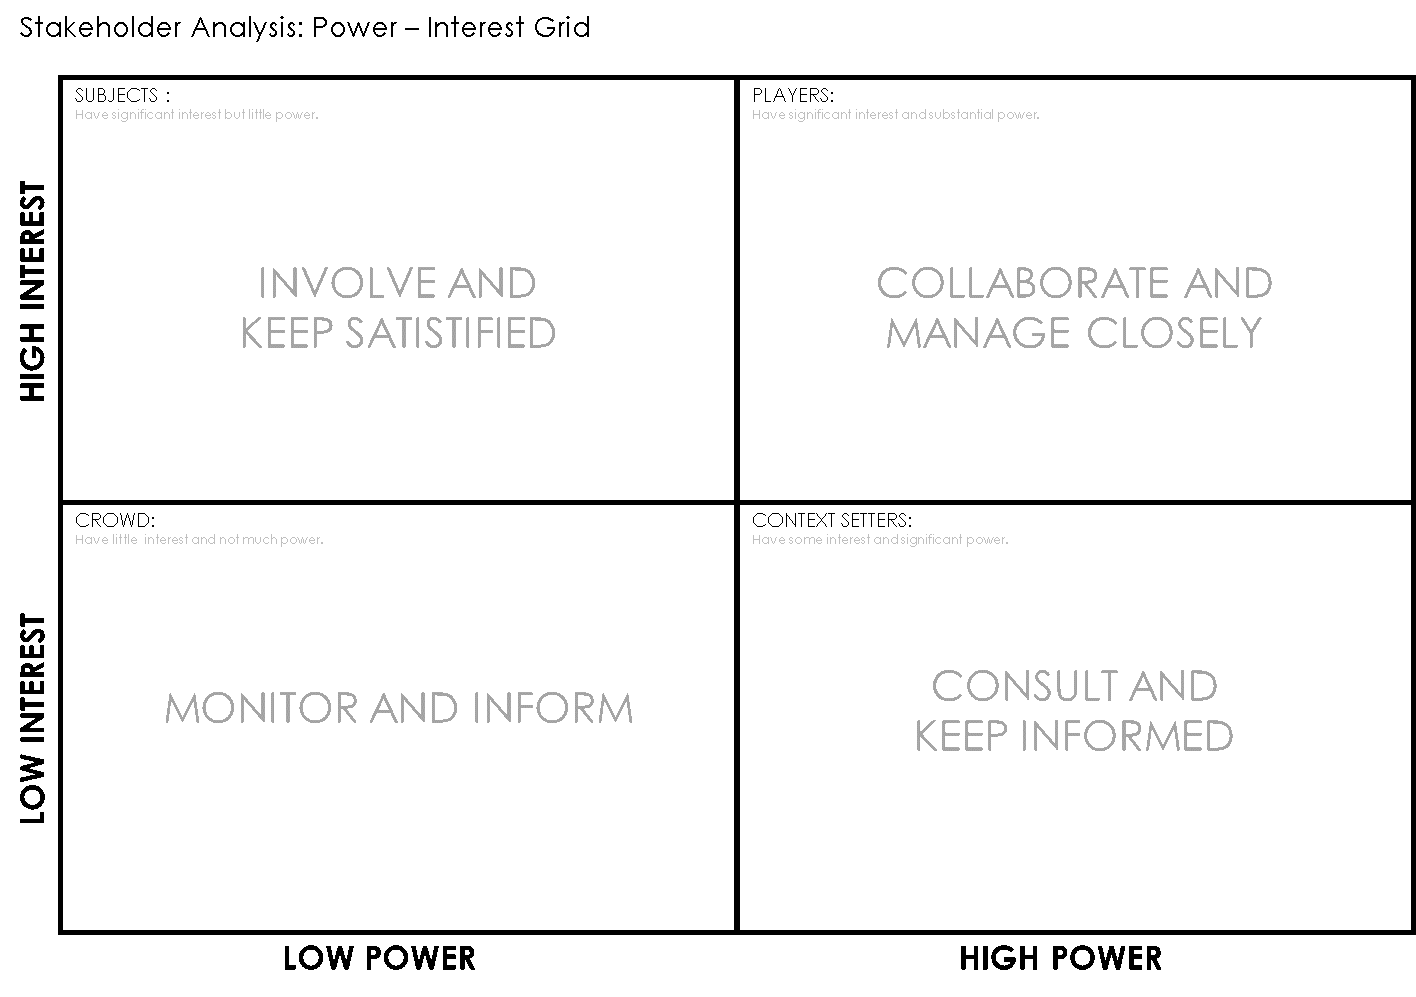 Stakeholder Analysis: Power – Interest Grid
SUBJECTS :
Have significant interest but little power.
INVOLVE AND
KEEP SATISTIFIED
PLAYERS:
Have significant interest and substantial power.
COLLABORATE AND
MANAGE CLOSELY
HIGH INTEREST
CROWD:
Have little interest and not much power.
MONITOR AND INFORM
CONTEXT SETTERS:
Have some interest and significant power.
CONSULT AND
KEEP INFORMED
LOW INTEREST
LOW POWER
HIGH POWER